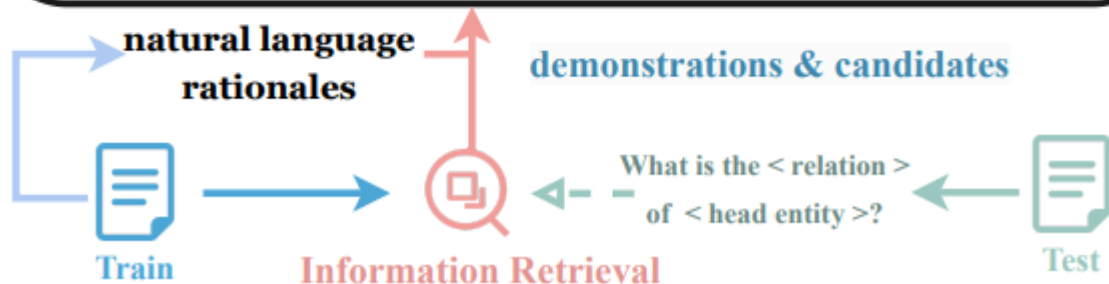 natural language
rationales
demonstrations & candidates
What is the < relation >
of < head entity >?
Train
Information Retrieval
Test